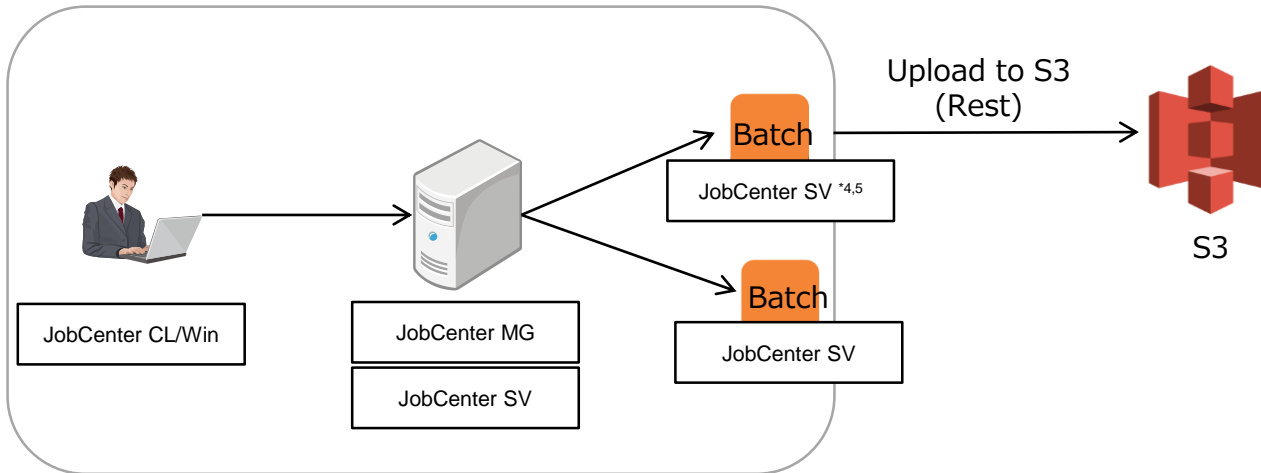 Upload to S3
(Rest)
Batch
JobCenter SV *4,5
S3
Batch
JobCenter CL/Win
JobCenter MG
JobCenter SV
JobCenter SV